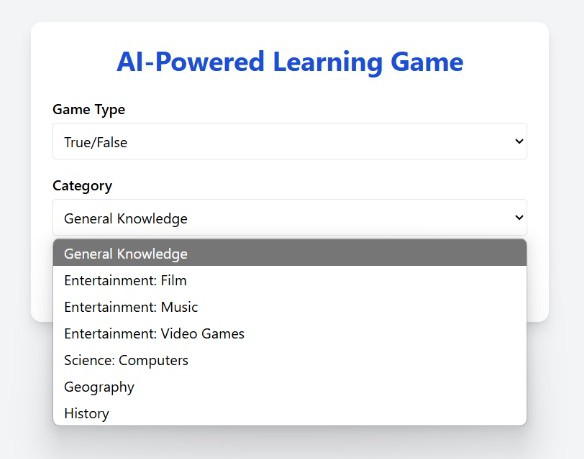 AI-Powered Learning Game
Game Type
True/False
Category
General Knowledge
General Knowledge
Entertainment: Film
Entertainment: Music
Entertainment: Video Games
Science: Computers
Geography
History